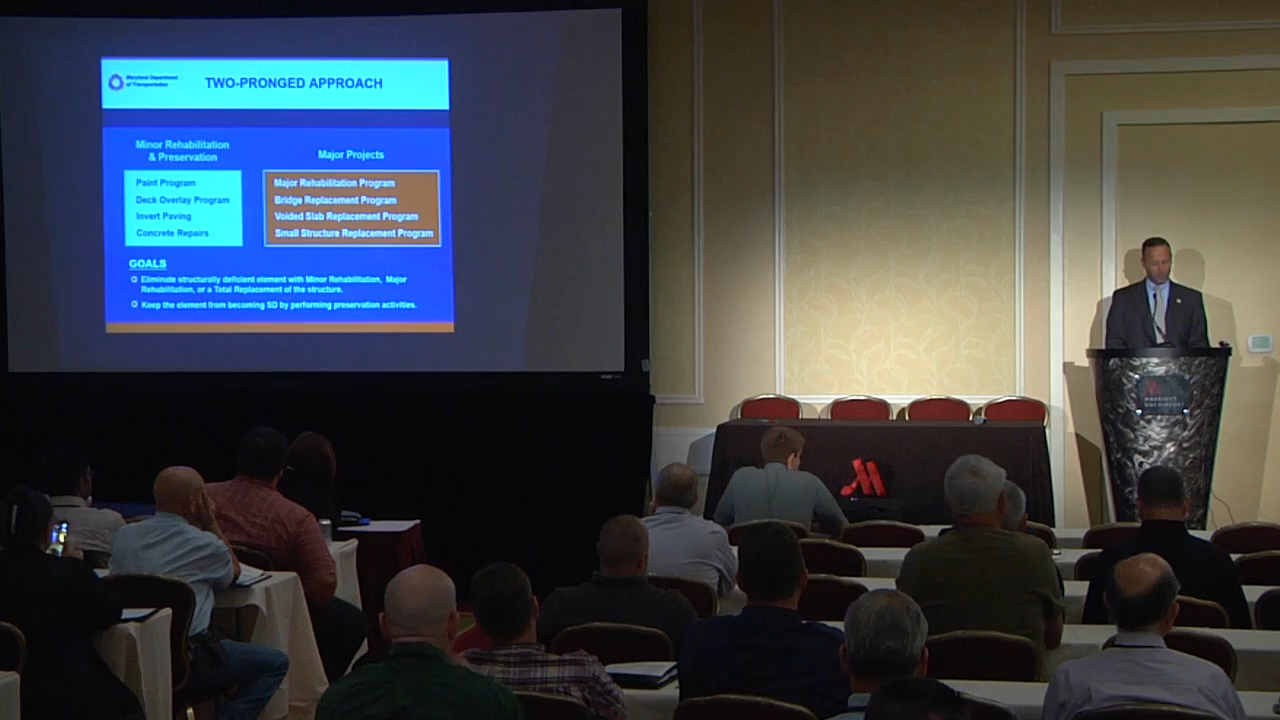 Maryland Department
of Transportation
TWO-PRONGED APPROACH
Minor Rehabilitation
& Preservation
Paint Program
Deck Overlay Program
Invert Paving
Concrete Repairs
Major Projects
Major Rehabilitation Program
Bridge Replacement Program
Voided Slab Replacement Program
Small Structure Replacement Program
GOALS
Eliminate structurally deficient element with Minor Rehabilitation, Major
Rehabilitation, or a Total Replacement of the structure.
Keep the element from becoming SD by performing preservation activities.
MARRIOTT